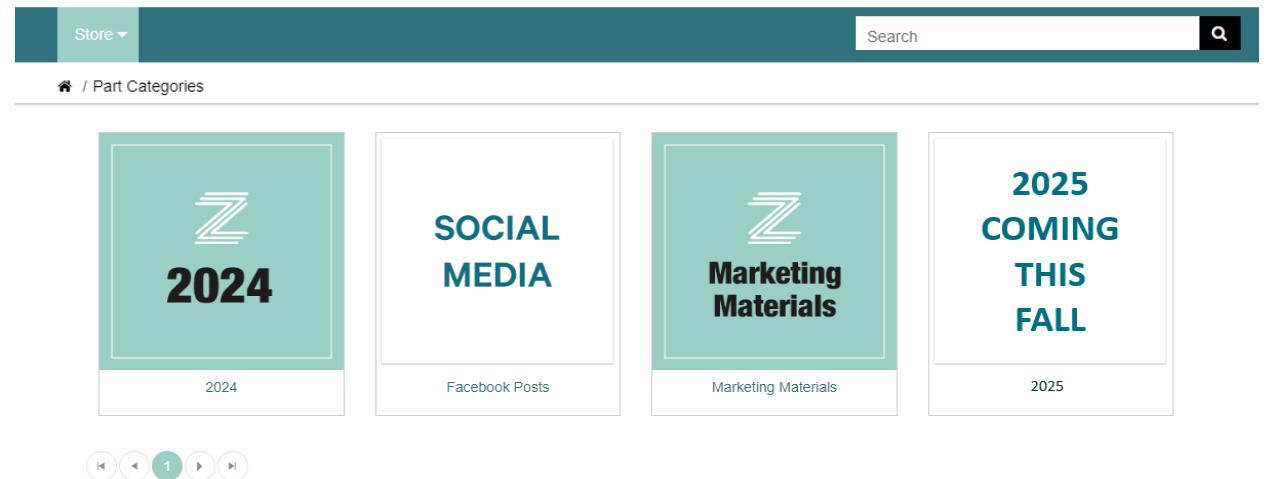 Store
Search
/ Part Categories
Z
2024
2024
SOCIAL
MEDIA
Facebook Posts
Z
Marketing
Materials
Marketing Materials
2025
COMING
THIS
FALL
2025
1